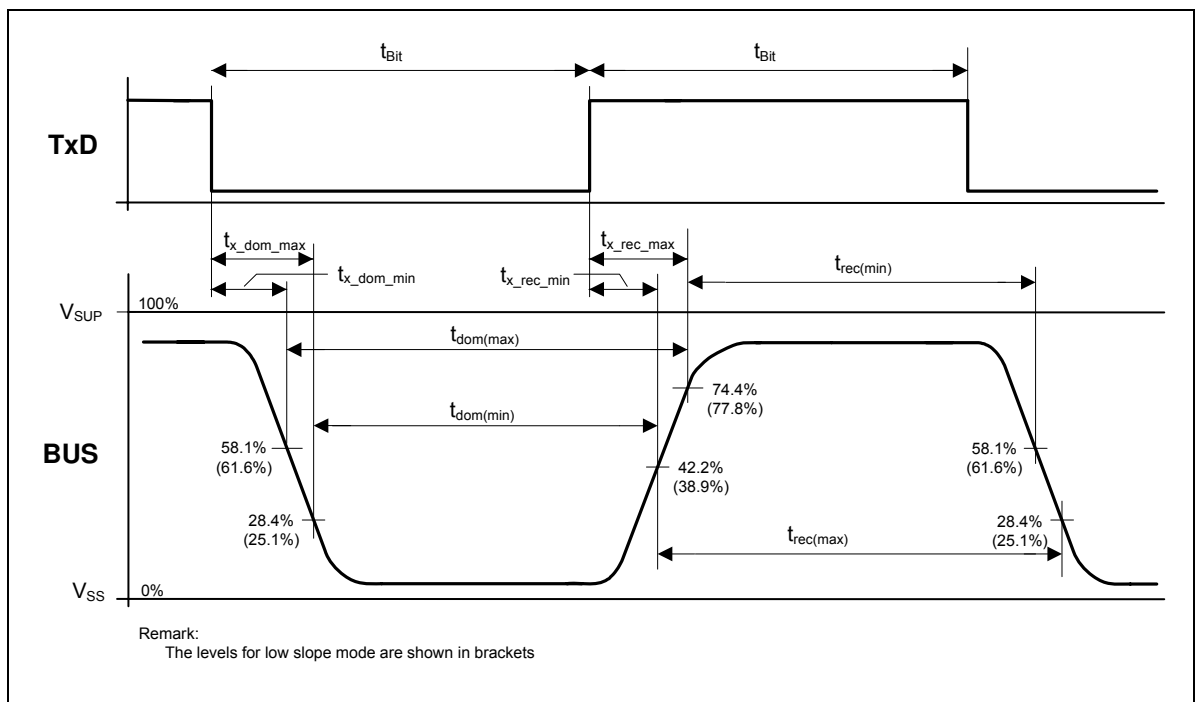 tBit
tBit
TxD
tx_dom_max
tx_dom_min
tx_rec_max
tx_rec_min
trec(min)
VSUP
100%
tdom(max)
74.4%
(77.8%)
tdom(min)
BUS
58.1%
(61.6%)
42.2%
(38.9%)
58.1%
(61.6%)
28.4%
(25.1%)
trec(max)
28.4%
(25.1%)
VSS
0%
Remark:
The levels for low slope mode are shown in brackets